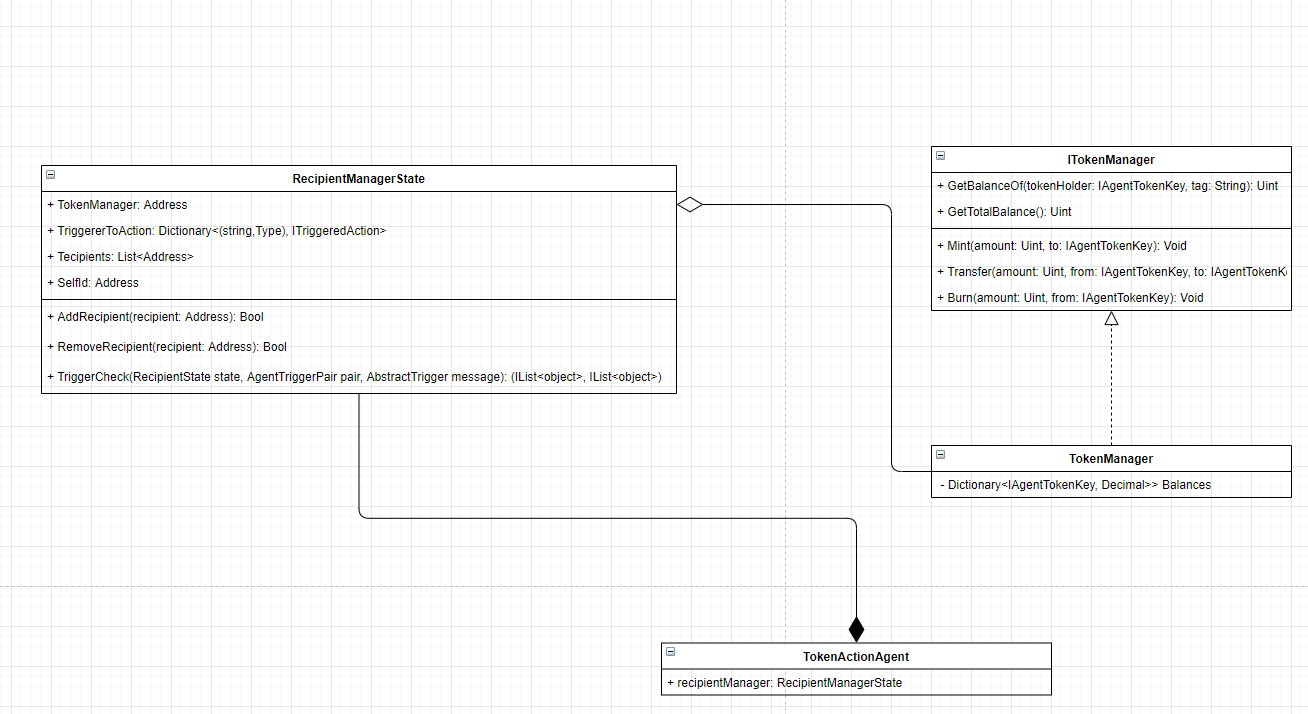 RecipientManagerState
+ TokenManager: Address
+ TriggererToAction: Dictionary<(string,Type), ITriggeredAction>
+ Tecipients: List<Address>
+ SelfId: Address
+ AddRecipient(recipient: Address): Bool
+ RemoveRecipient(recipient: Address): Bool
+ TriggerCheck(RecipientState state, AgentTriggerPair pair, AbstractTrigger message): (IList<object>, IList<object>)
ITokenManager
+ GetBalanceOf(tokenHolder: IAgentTokenKey, tag: String): Uint
+ GetTotalBalance(): Uint
+ Mint(amount: Uint, to: IAgentTokenKey): Void
+ Transfer(amount: Uint, from: IAgentTokenKey, to: IAgentTokenK
+ Burn(amount: Uint, from: IAgentTokenKey): Void
TokenManager
- Dictionary<IAgentTokenKey, Decimal>> Balances
TokenActionAgent
+ recipientManager: RecipientManagerState